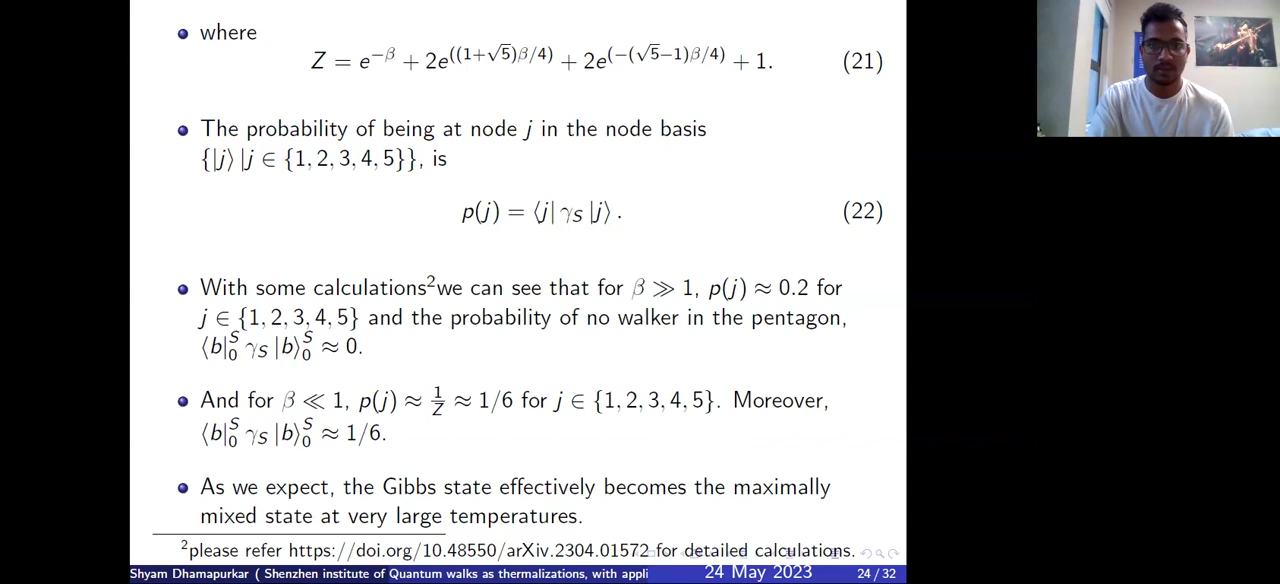 where
Z = e^{-β} + 2e^{((1+√5)β/4)} + 2e^{(-(√5-1)β/4)} + 1. (21)
The probability of being at node j in the node basis
{|j⟩ |j ∈ {1, 2, 3, 4, 5}}, is
p(j) = ⟨j| γ_S |j⟩ . (22)
With some calculations²we can see that for β ≫ 1, p(j) ≈ 0.2 for
j ∈ {1, 2, 3, 4, 5} and the probability of no walker in the pentagon,
⟨b|₀^S γ_S |b⟩₀^S ≈ 0.
And for β ≪ 1, p(j) ≈ 1/Z ≈ 1/6 for j ∈ {1, 2, 3, 4, 5}. Moreover,
⟨b|₀^S γ_S |b⟩₀^S ≈ 1/6.
As we expect, the Gibbs state effectively becomes the maximally
mixed state at very large temperatures.
²please refer https://doi.org/10.48550/arXiv.2304.01572 for detailed calculations.
Shyam Dhamapurkar ( Shenzhen institute of Quantum walks as thermalizations, with appli 24 May 2023 24 / 32